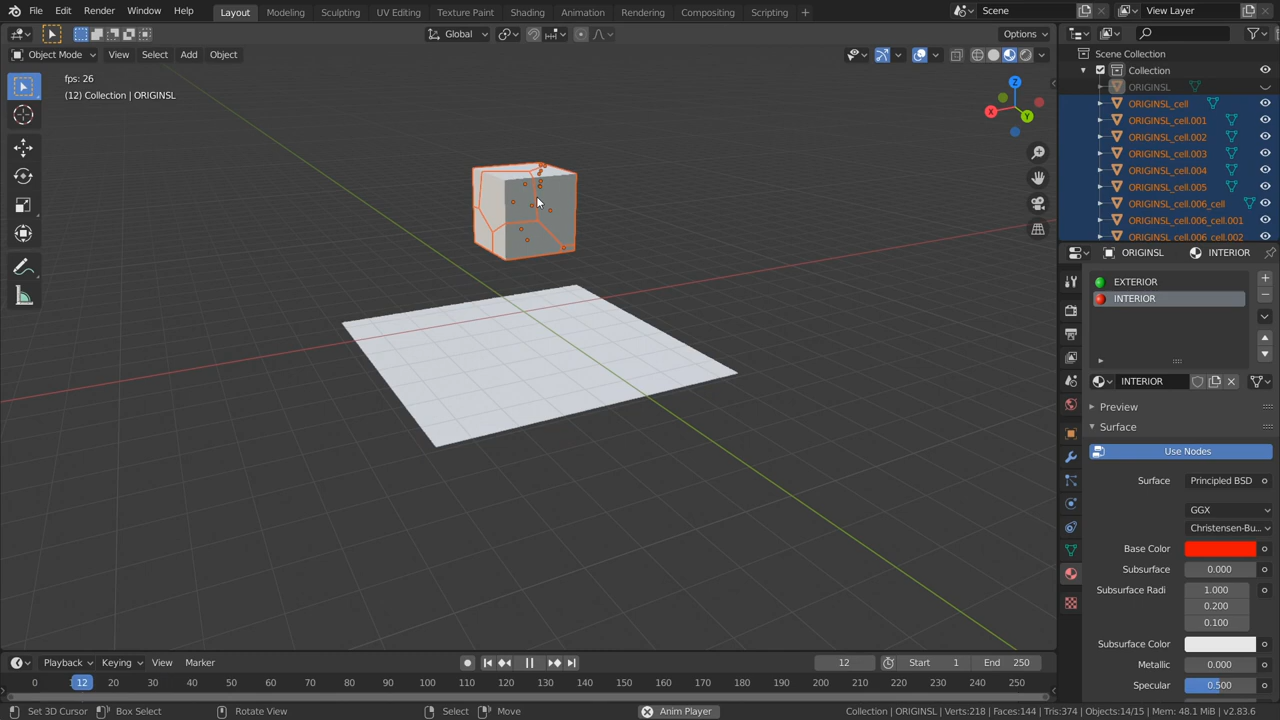 File Edit Render Window Help Layout Modeling Sculpting UV Editing Texture Paint Shading Animation Rendering Compositing Scripting + Scene View Layer
Global Options
Object Mode View Select Add Object
fps: 26
(12) Collection | ORIGINSL
Z
X
Y
Scene Collection
Collection
ORIGINSL
ORIGINSL_cell
ORIGINSL_cell.001
ORIGINSL_cell.002
ORIGINSL_cell.003
ORIGINSL_cell.004
ORIGINSL_cell.005
ORIGINSL_cell.006_cell
ORIGINSL_cell.006_cell.001
ORIGINSL_cell.006_cell.002
ORIGINSL INTERIOR
EXTERIOR
INTERIOR
INTERIOR
Preview
Surface
Use Nodes
Surface Principled BSD
GGX
Christensen-Bu...
Base Color
Subsurface 0.000
Subsurface Radi 1.000
0.200
0.100
Subsurface Color
Metallic 0.000
Specular 0.500
Playback Keying View Marker 12 Start 1 End 250
0 12 20 30 40 50 60 70 80 90 100 110 120 130 140 150 160 170 180 190 200 210 220 230 240 250
Set 3D Cursor Box Select Rotate View Select Move Anim Player Collection | ORIGINSL | Verts:218 | Faces:144 | Tris:374 | Objects:14/15 | Mem: 48.1 MiB | v2.83.6